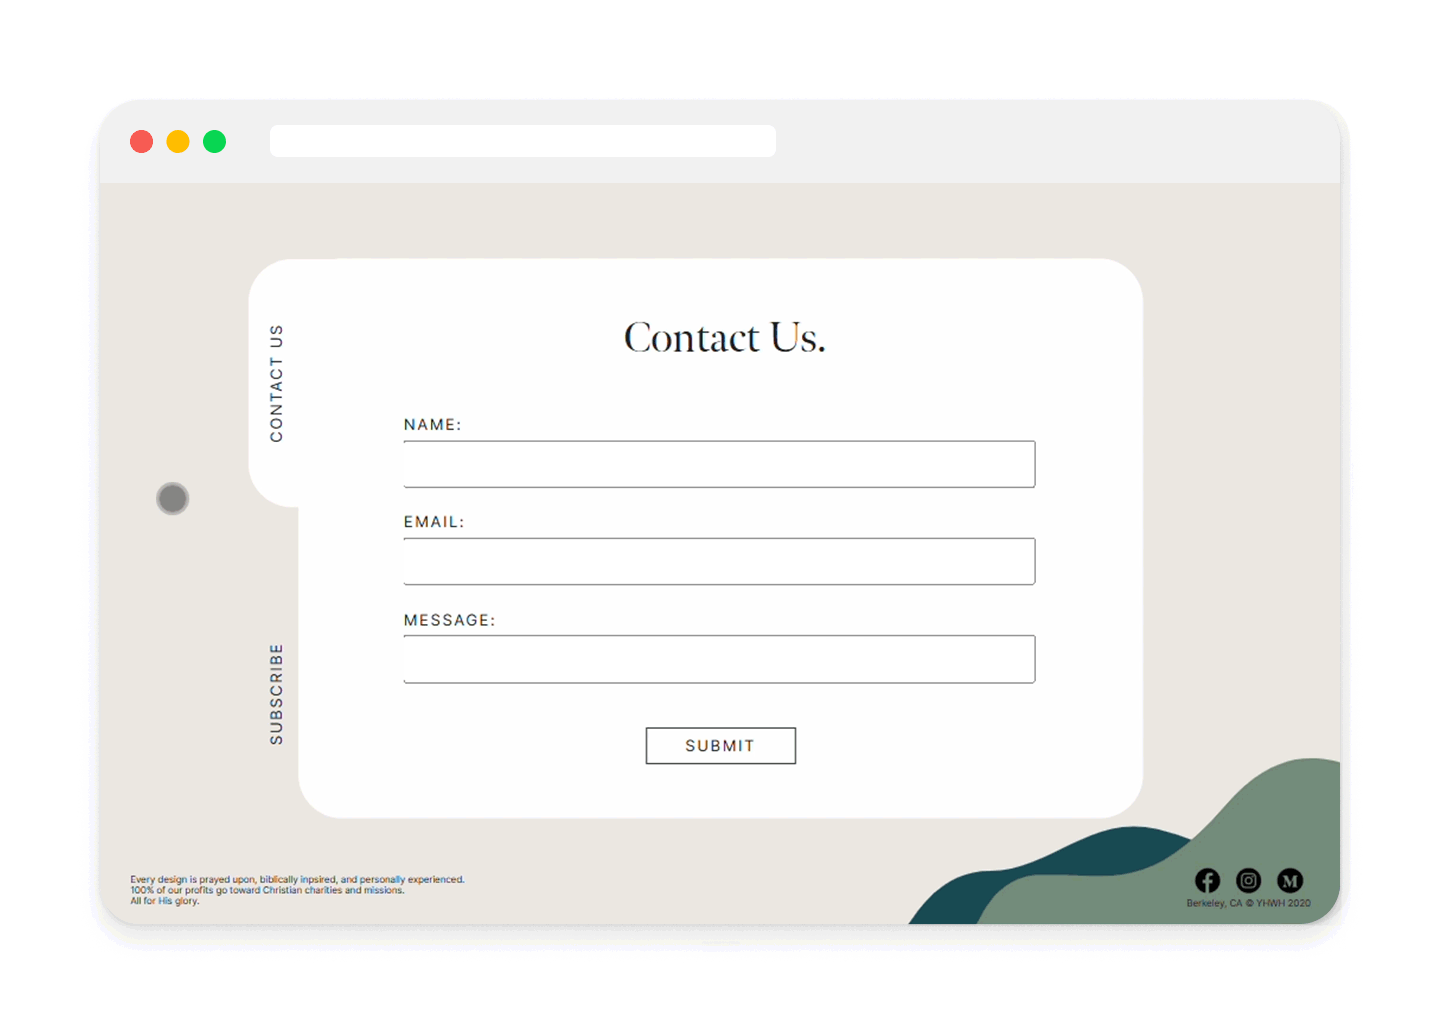 CONTACT US
Contact Us.
NAME:
EMAIL:
MESSAGE:
SUBSCRIBE
SUBMIT
Every design is prayed upon, biblically inpsired, and personally experienced.
100% of our profits go toward Christian charities and missions.
All for His glory.
Berkeley, CA © YHWH 2020